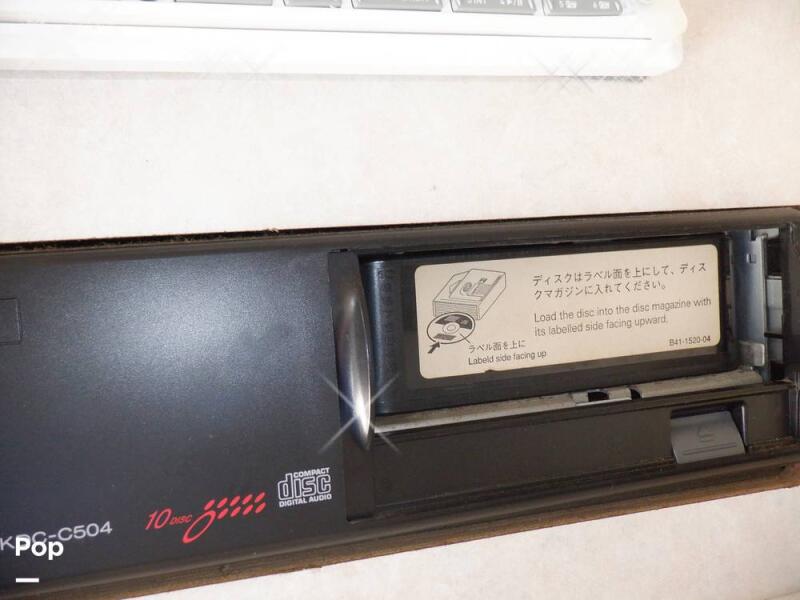 ディスクはラベル面を上にして、ディス
クマガジンに入れてください。
Load the disc into the disc magazine with
its labelled side facing upward.
ラベル面を上に
Labeld side facing up
B41-1520-04
COMPACT
disc
DIGITAL AUDIO
10 DISC
KDC-C504
Pop